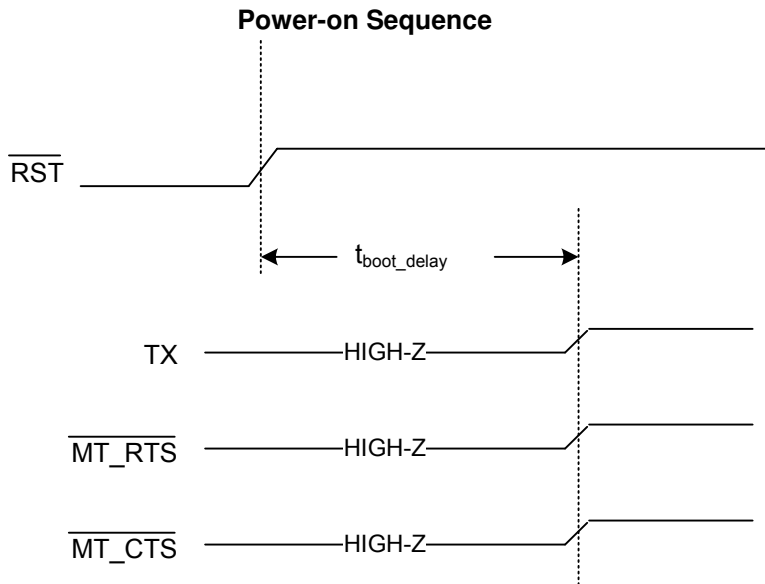 Power-on Sequence
RST
tboot_delay
TX HIGH-Z
MT_RTS HIGH-Z
MT_CTS HIGH-Z